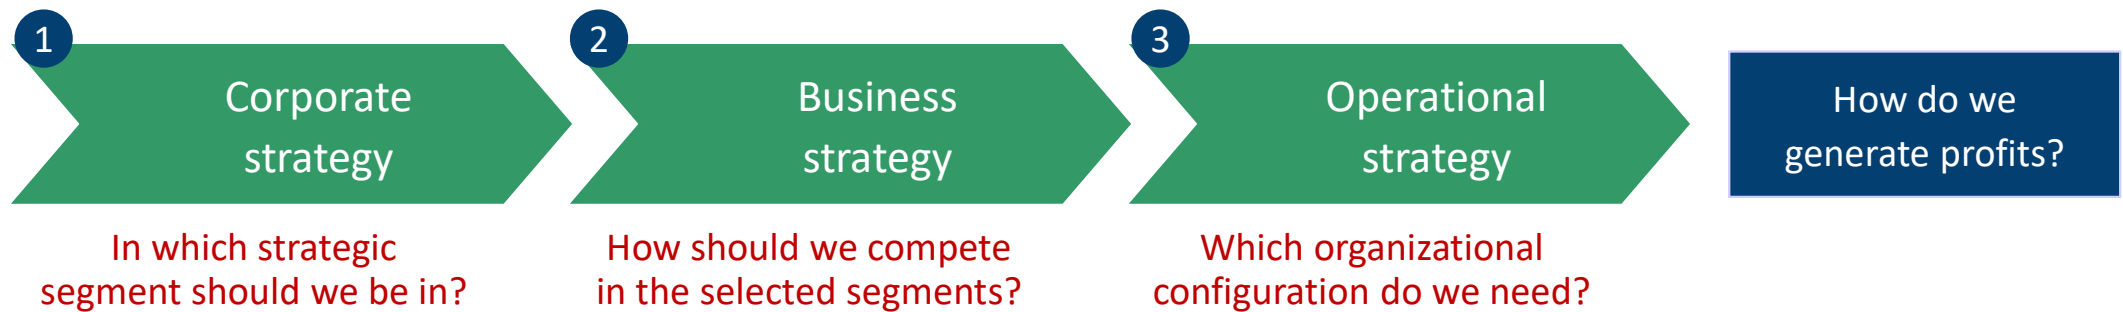 1
Corporate
strategy
In which strategic
segment should we be in?
2
Business
strategy
How should we compete
in the selected segments?
3
Operational
strategy
Which organizational
configuration do we need?
How do we
generate profits?